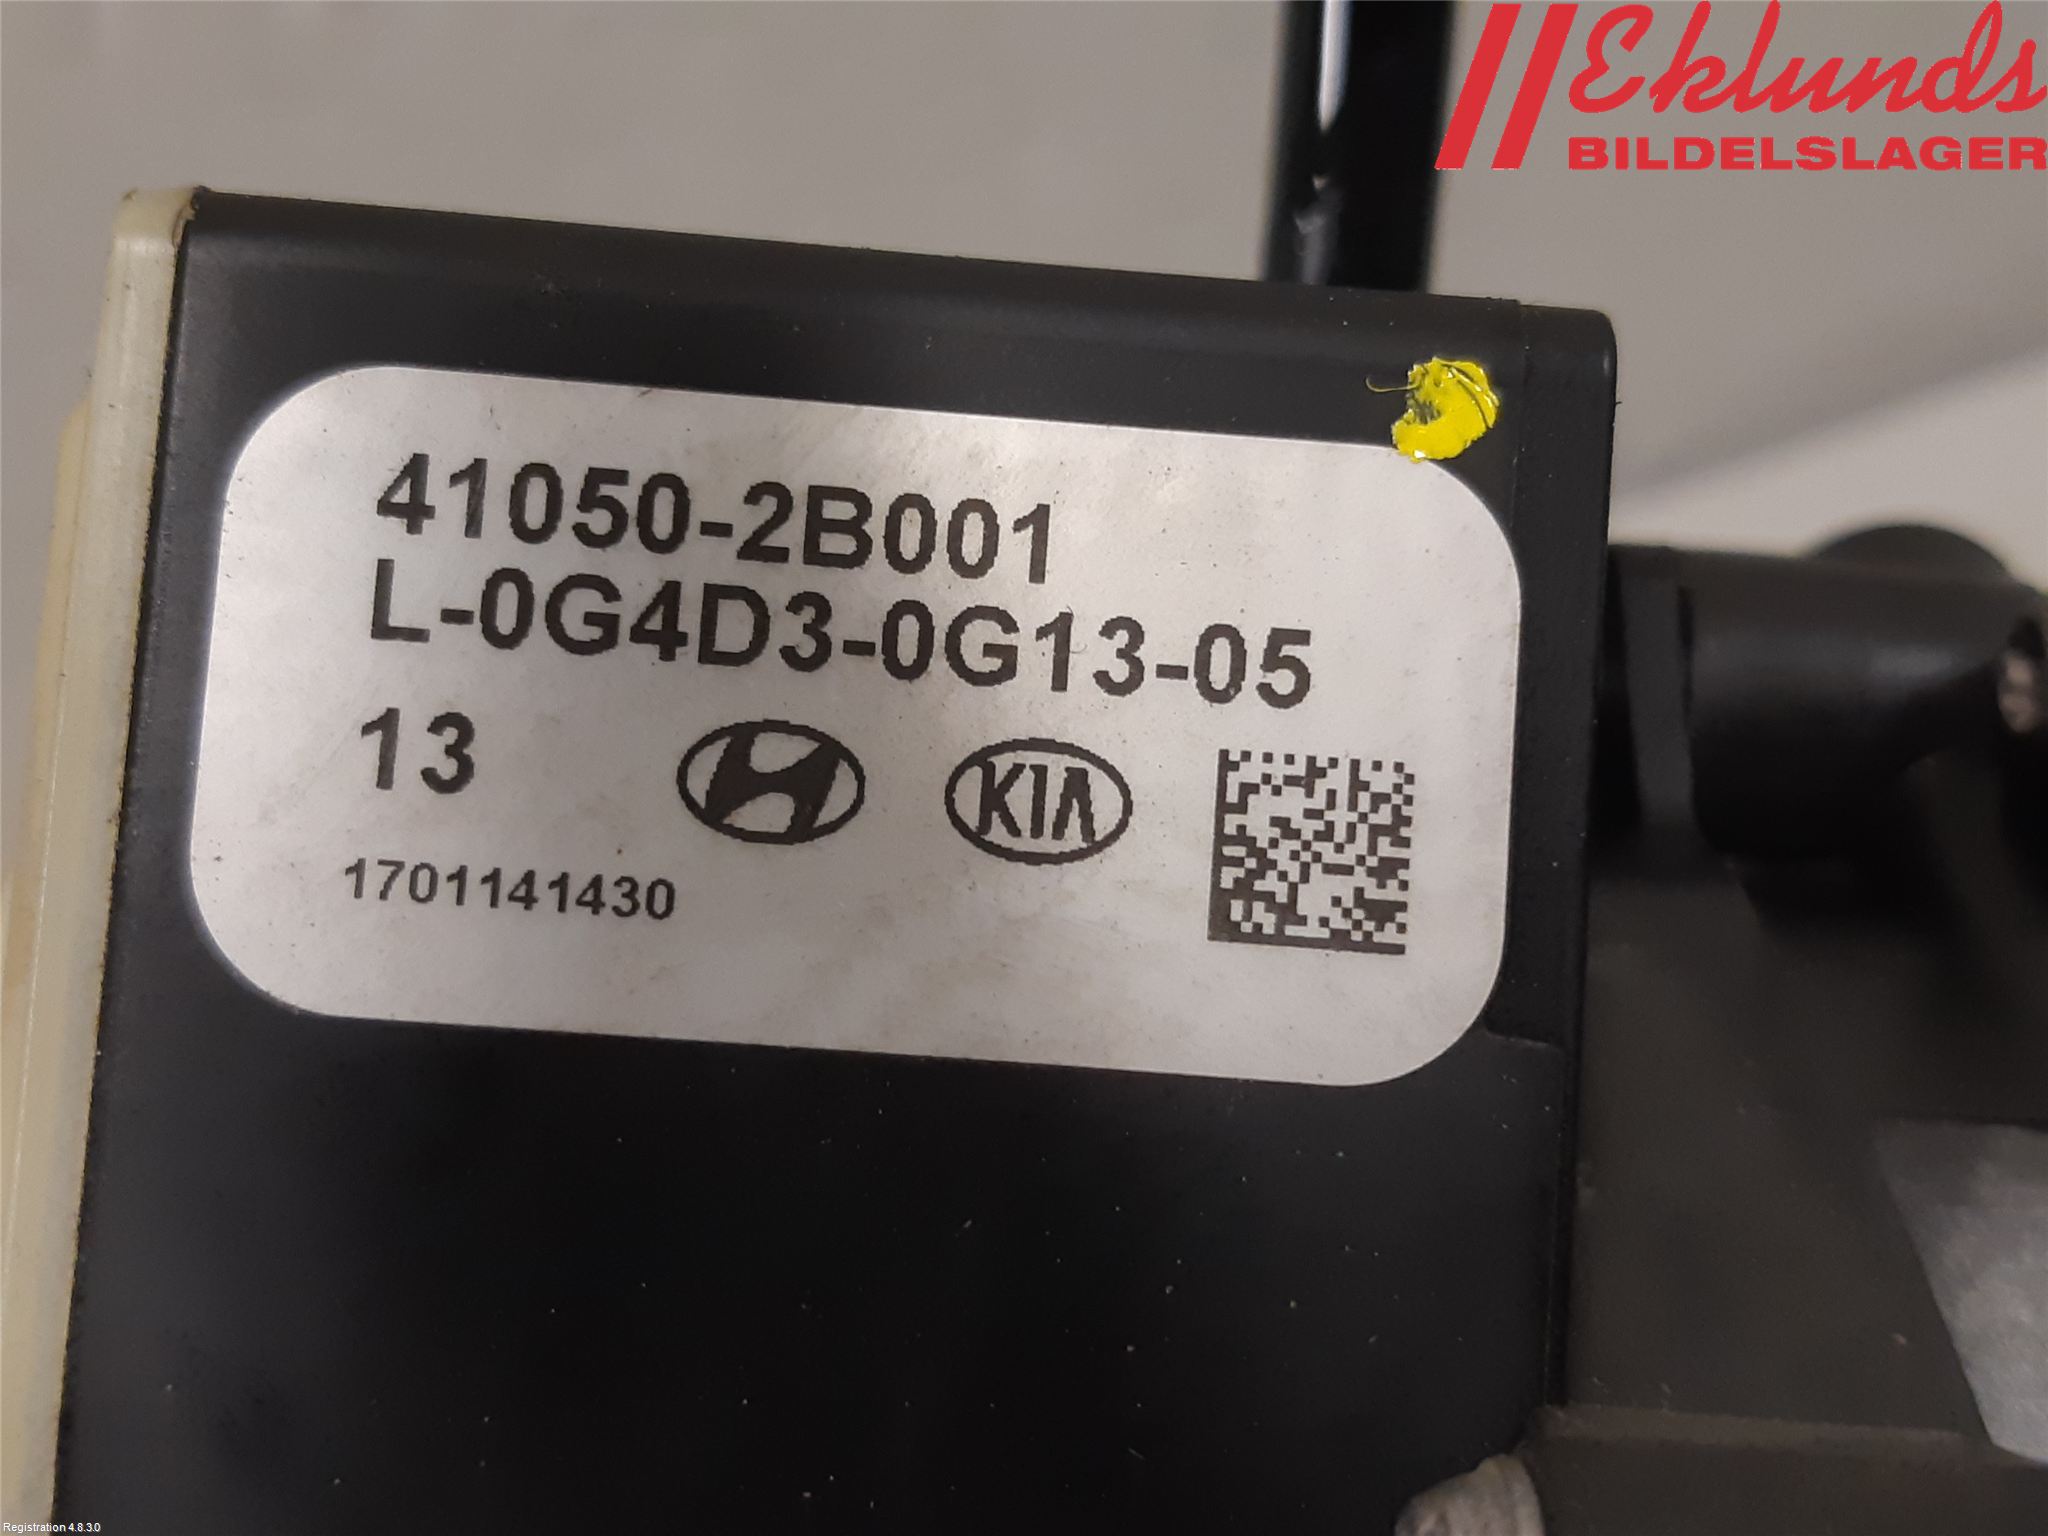 Eklunds
BILDELSLAGER
41050-2B001
L-0G4D3-0G13-05
13 KIA
1701141430
Registration 4.8.3.0